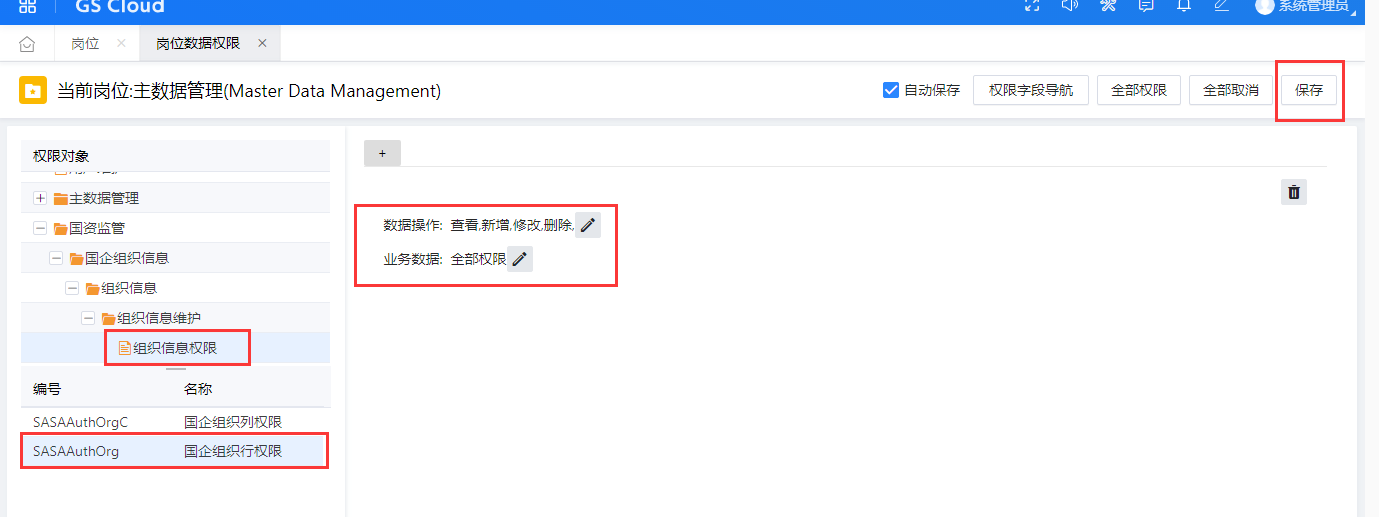 GS Cloud
系统管理员
岗位 × 岗位数据权限 ×
当前岗位:主数据管理(Master Data Management)
自动保存 权限字段导航 全部权限 全部取消 保存
权限对象
主数据管理
国资监管
国企组织信息
组织信息
组织信息维护
组织信息权限
编号 名称
SASAAuthOrgC 国企组织列权限
SASAAuthOrg 国企组织行权限
+
数据操作: 查看,新增,修改,删除,
业务数据: 全部权限